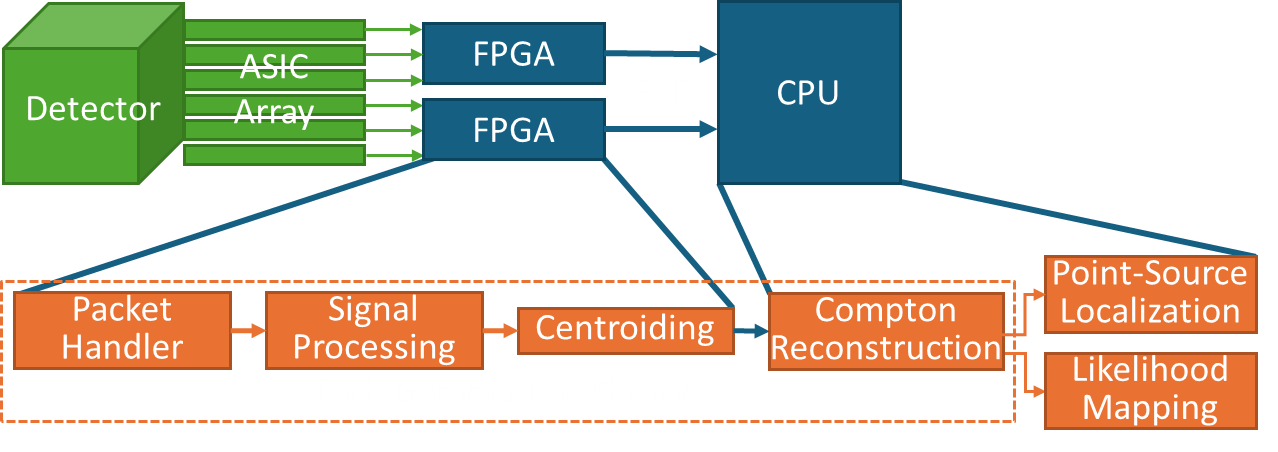 Detector
ASIC
Array
FPGA
FPGA
CPU
Packet
Handler
Signal
Processing
Centroiding
Compton
Reconstruction
Point-Source
Localization
Likelihood
Mapping